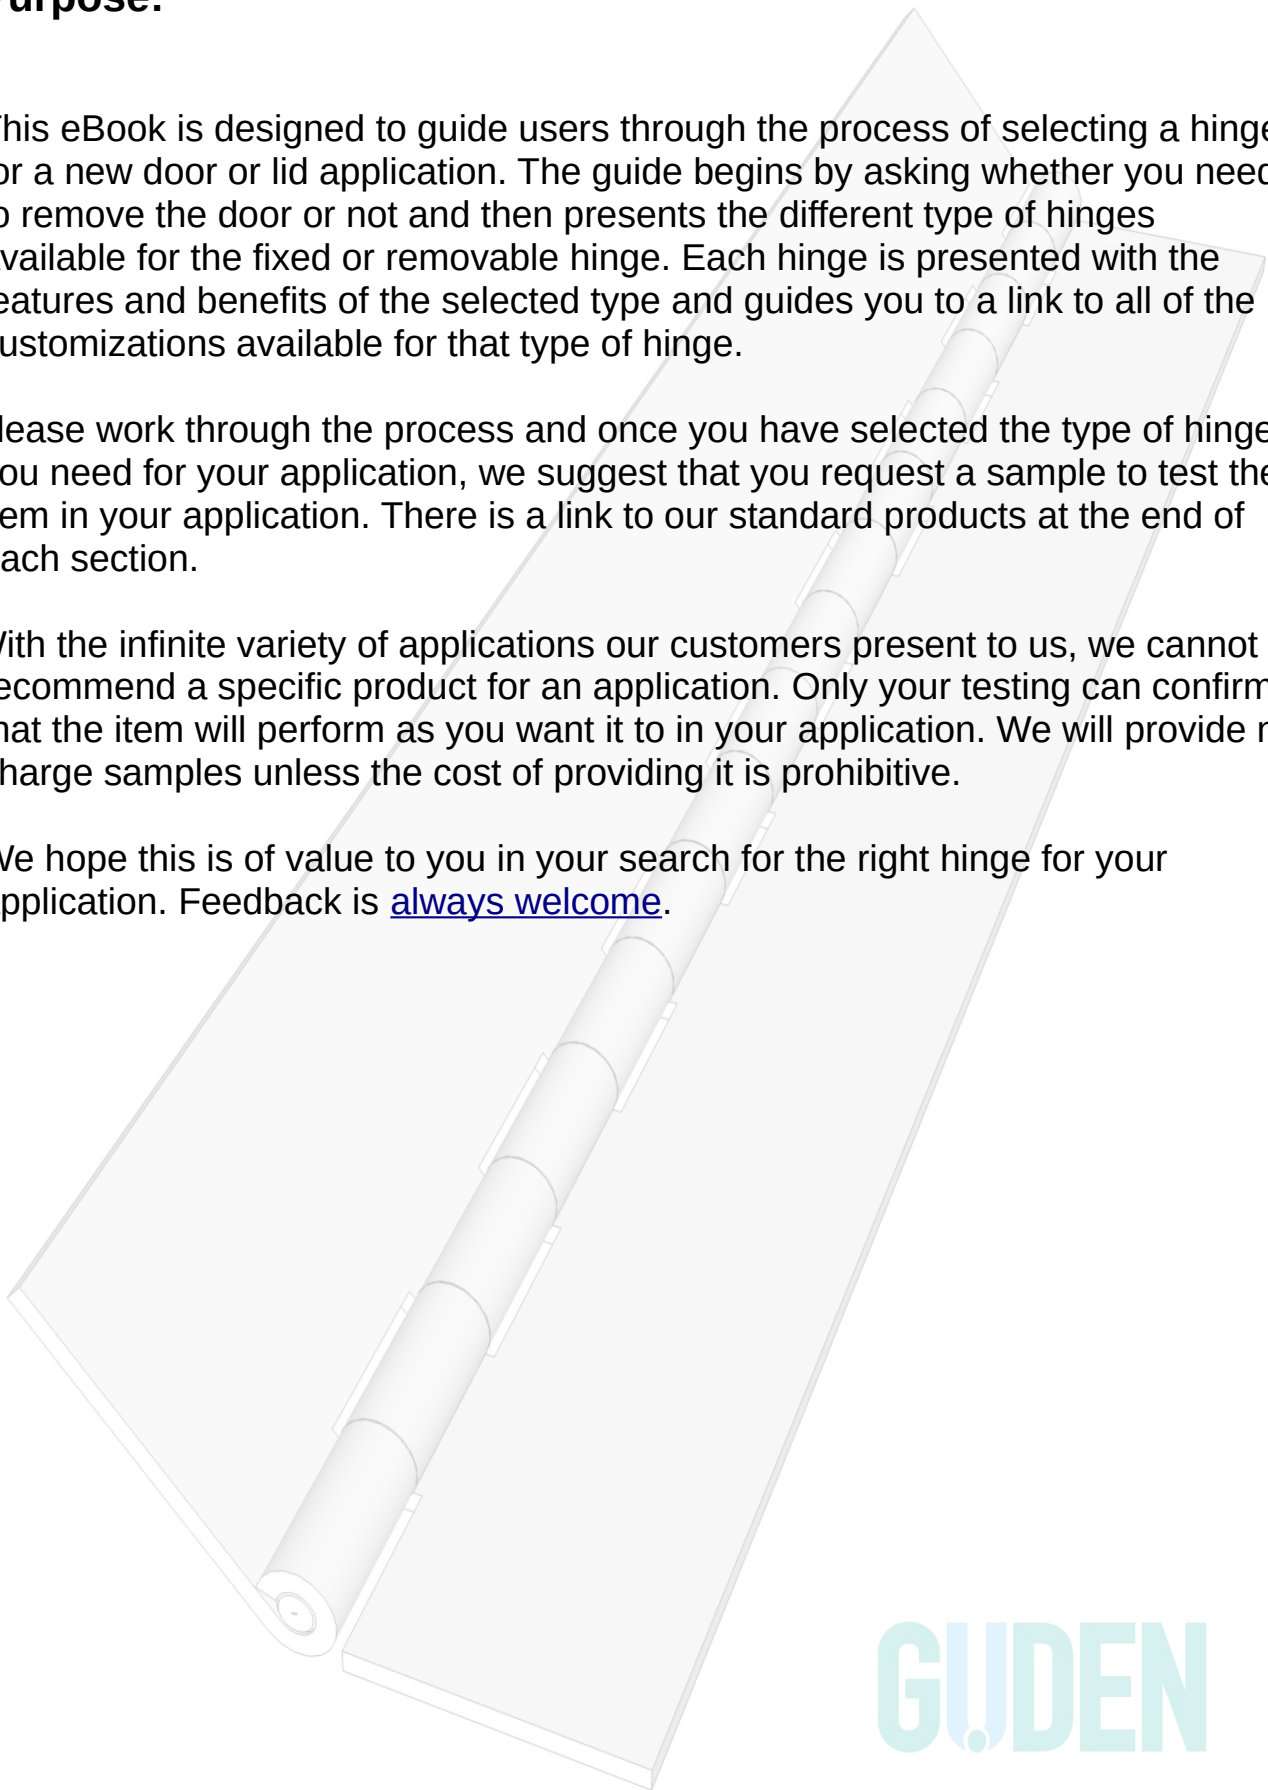 urpose:
his eBook is designed to guide users through the process of selecting a hinge
or a new door or lid application. The guide begins by asking whether you need
o remove the door or not and then presents the different type of hinges
vailable for the fixed or removable hinge. Each hinge is presented with the
eatures and benefits of the selected type and guides you to a link to all of the
ustomizations available for that type of hinge.
lease work through the process and once you have selected the type of hinge
ou need for your application, we suggest that you request a sample to test the
em in your application. There is a link to our standard products at the end of
ach section.
ith the infinite variety of applications our customers present to us, we cannot
ecommend a specific product for an application. Only your testing can confirm
hat the item will perform as you want it to in your application. We will provide n
harge samples unless the cost of providing it is prohibitive.
We hope this is of value to you in your search for the right hinge for your
pplication. Feedback is always welcome.
GUDEN